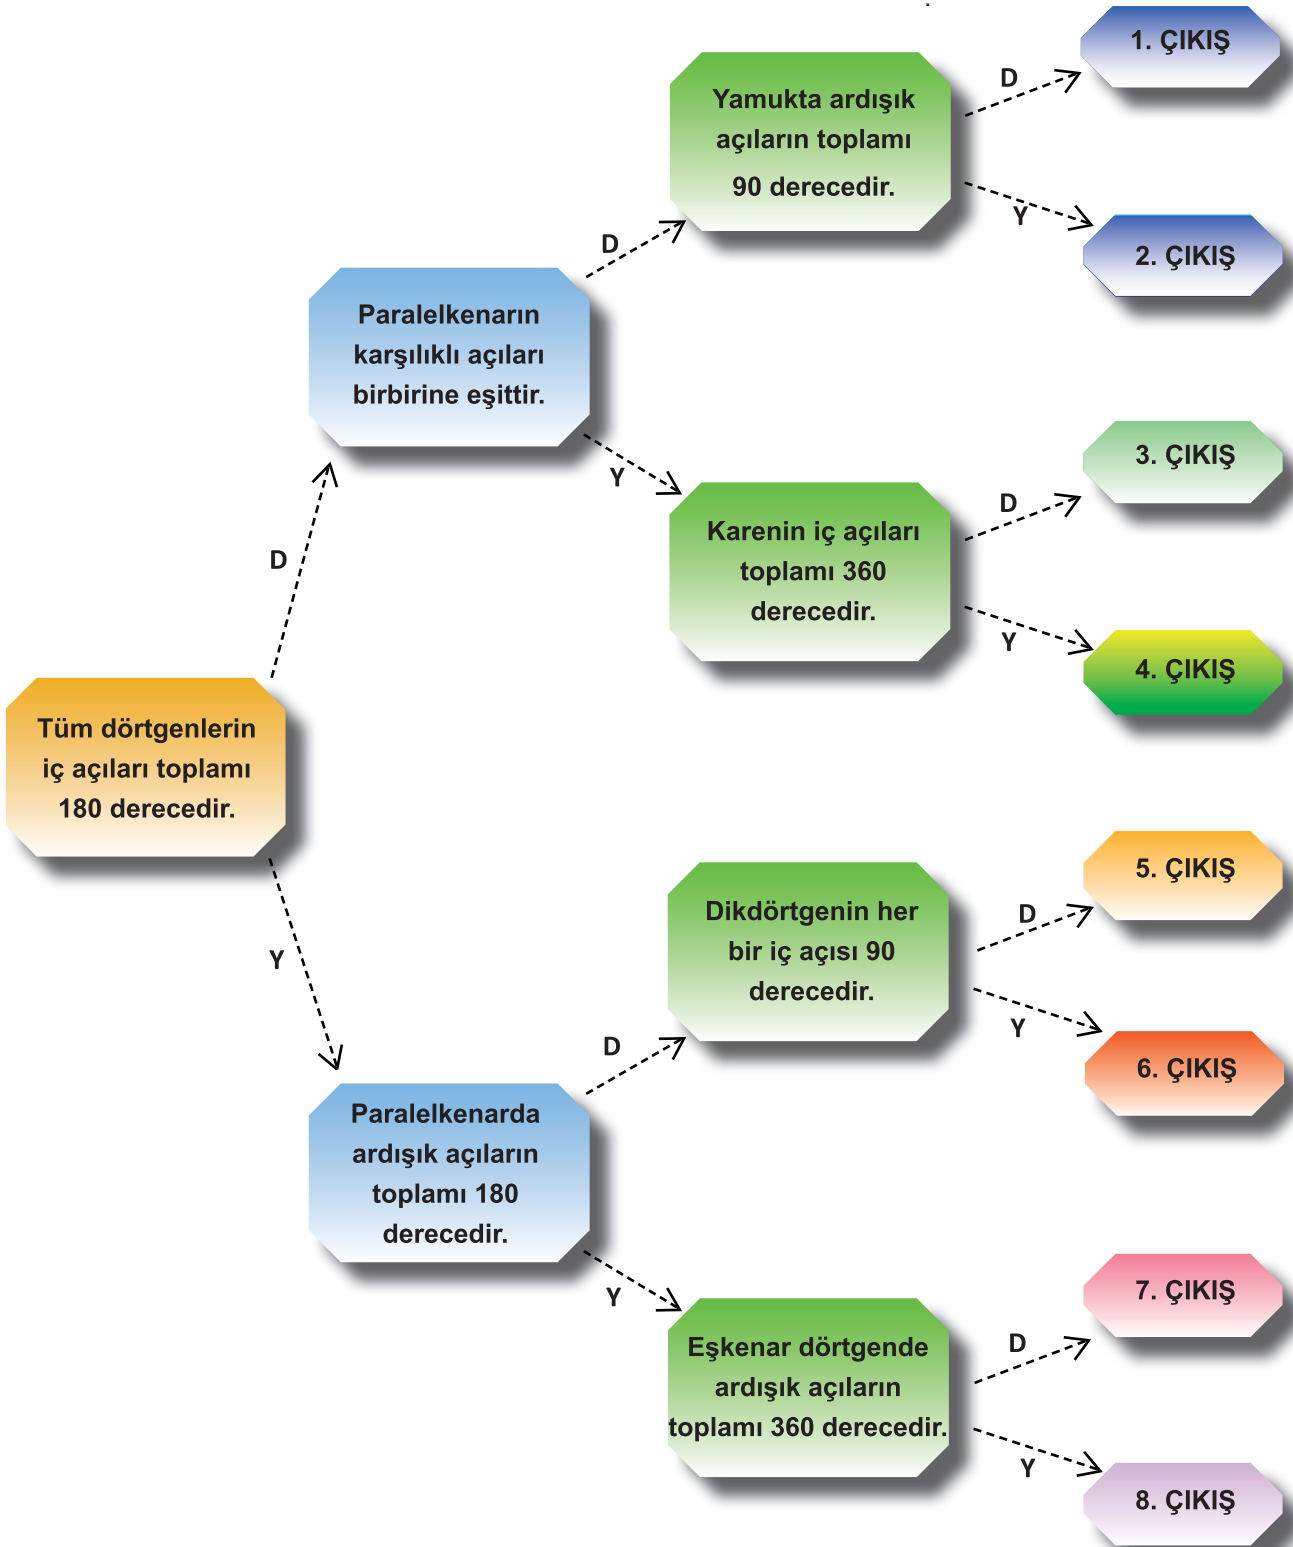 Tüm dörtgenlerin
iç açıları toplamı
180 derecedir.
D
Y
Paralelkenarın
karşılıklı açıları
birbirine eşittir.
D
Y
Yamukta ardışık
açıların toplamı
90 derecedir.
D
1. ÇIKIŞ
Y
2. ÇIKIŞ
Karenin iç açıları
toplamı 360
derecedir.
D
3. ÇIKIŞ
Y
4. ÇIKIŞ
Paralelkenarda
ardışık açıların
toplamı 180
derecedir.
D
Y
Dikdörtgenin her
bir iç açısı 90
derecedir.
D
5. ÇIKIŞ
Y
6. ÇIKIŞ
Eşkenar dörtgende
ardışık açıların
toplamı 360 derecedir.
D
7. ÇIKIŞ
Y
8. ÇIKIŞ